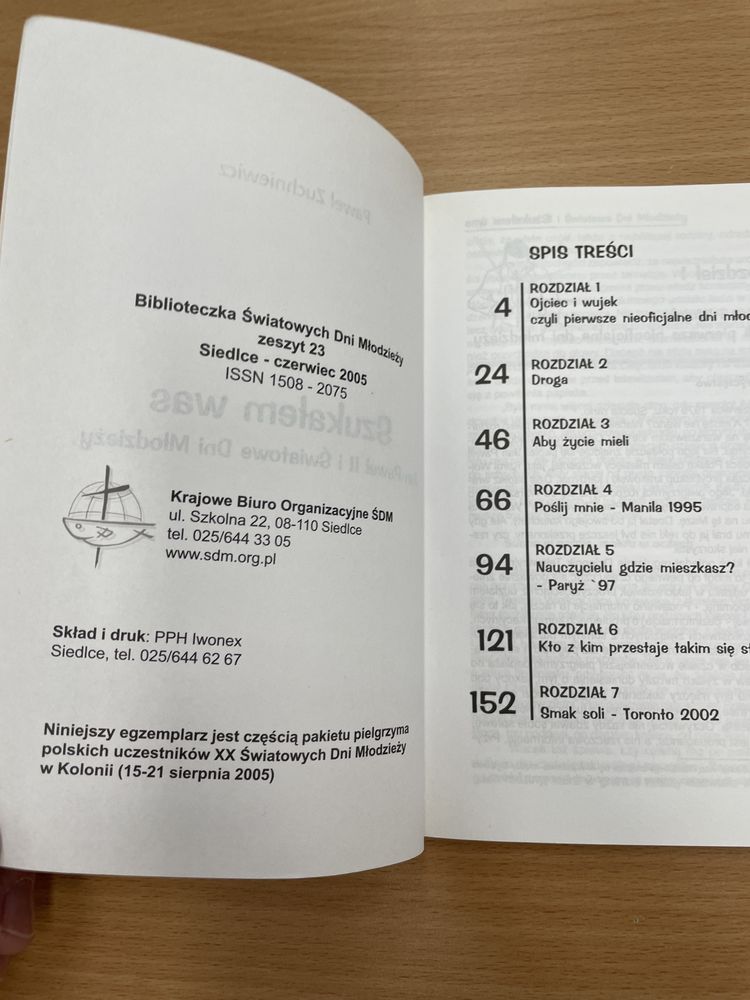 Biblioteczka Światowych Dni Młodzieży
zeszyt 23
Siedlce - czerwiec 2005
ISSN 1508 - 2075
Krajowe Biuro Organizacyjne ŚDM
ul. Szkolna 22, 08-110 Siedlce
tel. 025/644 33 05
www.sdm.org.pl
Skład i druk: PPH Iwonex
Siedlce, tel. 025/644 62 67
Niniejszy egzemplarz jest częścią pakietu pielgrzyma
polskich uczestników XX Światowych Dni Młodzieży
w Kolonii (15-21 sierpnia 2005)
SPIS TREŚCI
4
ROZDZIAŁ 1
Ojciec i wujek
czyli pierwsze nieoficjalne dni
24
ROZDZIAŁ 2
Droga
46
ROZDZIAŁ 3
Aby życie mieli
66
ROZDZIAŁ 4
Poślij mnie - Manila 1995
94
ROZDZIAŁ 5
Nauczycielu gdzie mieszkasz?
- Paryż `97
121
ROZDZIAŁ 6
Kto z kim przestaje takim się
152
ROZDZIAŁ 7
Smak soli - Toronto 2002